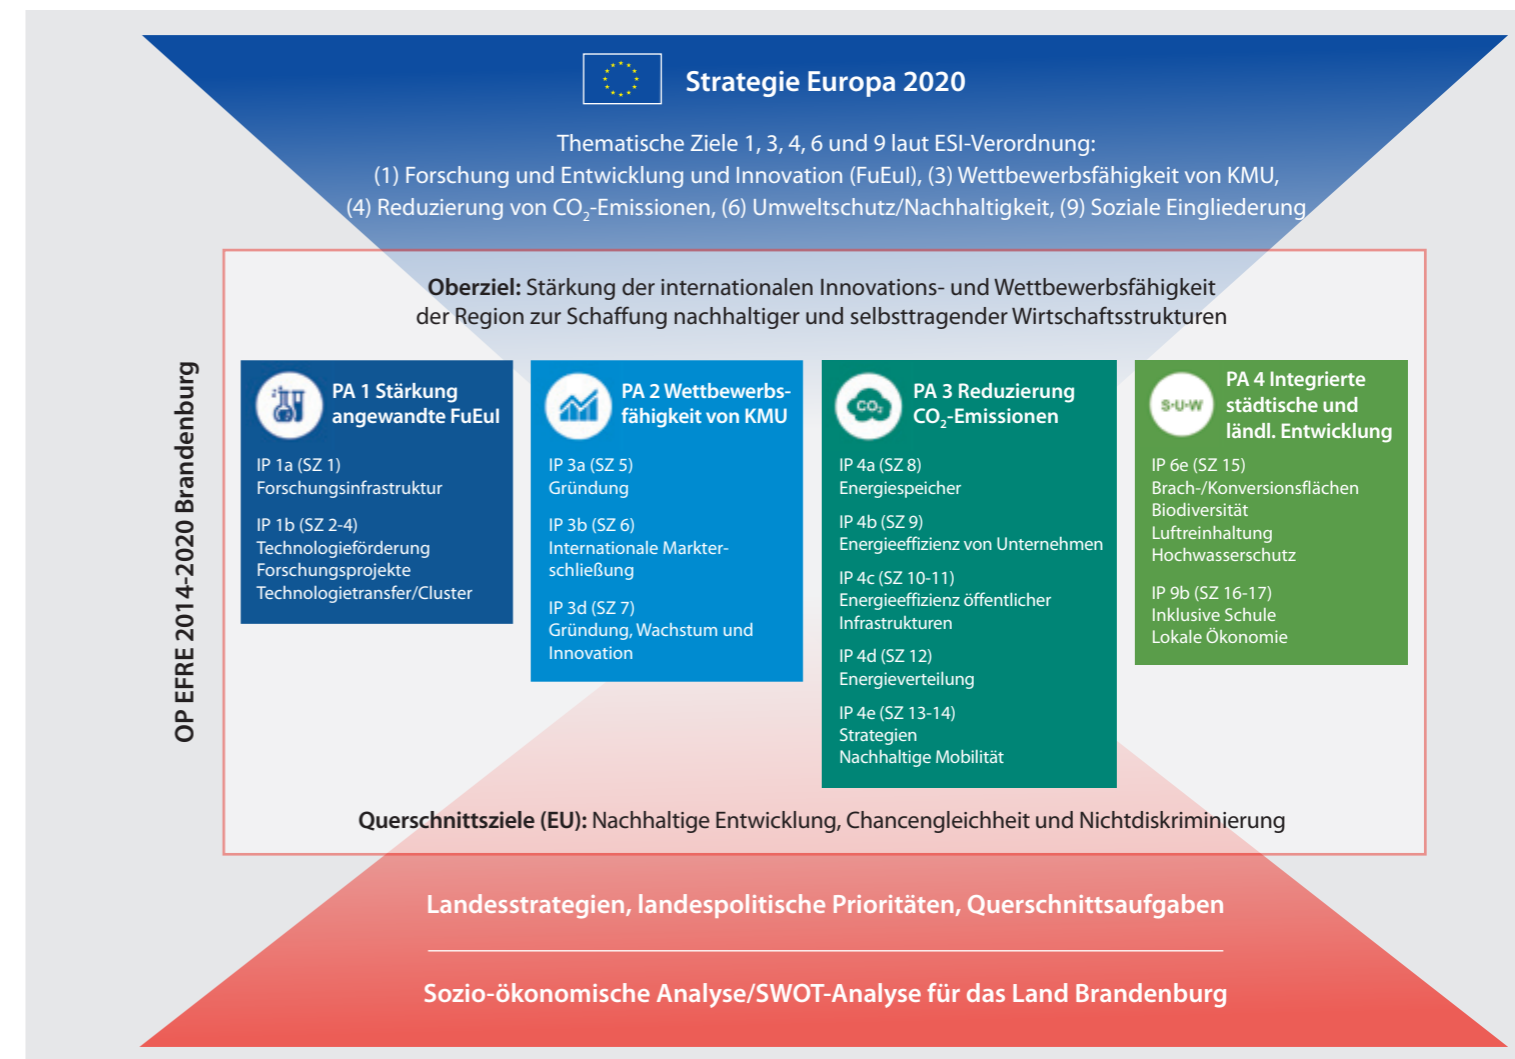 Strategie Europa 2020
Thematische Ziele 1, 3, 4, 6 und 9 laut ESI-Verordnung:
(1) Forschung und Entwicklung und Innovation (FuEuI), (3) Wettbewerbsfähigkeit von KMU,
(4) Reduzierung von CO₂-Emissionen, (6) Umweltschutz/Nachhaltigkeit, (9) Soziale Eingliederung
OP EFRE 2014-2020 Brandenburg
Oberziel: Stärkung der internationalen Innovations- und Wettbewerbsfähigkeit
der Region zur Schaffung nachhaltiger und selbsttragender Wirtschaftsstrukturen
PA 1 Stärkung
angewandte FuEuI
IP 1a (SZ 1)
Forschungsinfrastruktur
IP 1b (SZ 2-4)
Technologieförderung
Forschungsprojekte
Technologietransfer/Cluster
PA 2 Wettbewerbs-
fähigkeit von KMU
IP 3a (SZ 5)
Gründung
IP 3b (SZ 6)
Internationale Markter-
schließung
IP 3d (SZ 7)
Gründung, Wachstum und
Innovation
CO₂
PA 3 Reduzierung
CO₂-Emissionen
IP 4a (SZ 8)
Energiespeicher
IP 4b (SZ 9)
Energieeffizienz von Unternehmen
IP 4c (SZ 10-11)
Energieeffizienz öffentlicher
Infrastrukturen
IP 4d (SZ 12)
Energieverteilung
IP 4e (SZ 13-14)
Strategien
Nachhaltige Mobilität
S·U·W
PA 4 Integrierte
städtische und
ländl. Entwicklung
IP 6e (SZ 15)
Brach-/Konversionsflächen
Biodiversität
Luftreinhaltung
Hochwasserschutz
IP 9b (SZ 16-17)
Inklusive Schule
Lokale Ökonomie
Querschnittsziele (EU): Nachhaltige Entwicklung, Chancengleichheit und Nichtdiskriminierung
Landesstrategien, landespolitische Prioritäten, Querschnittsaufgaben
Sozio-ökonomische Analyse/SWOT-Analyse für das Land Brandenburg